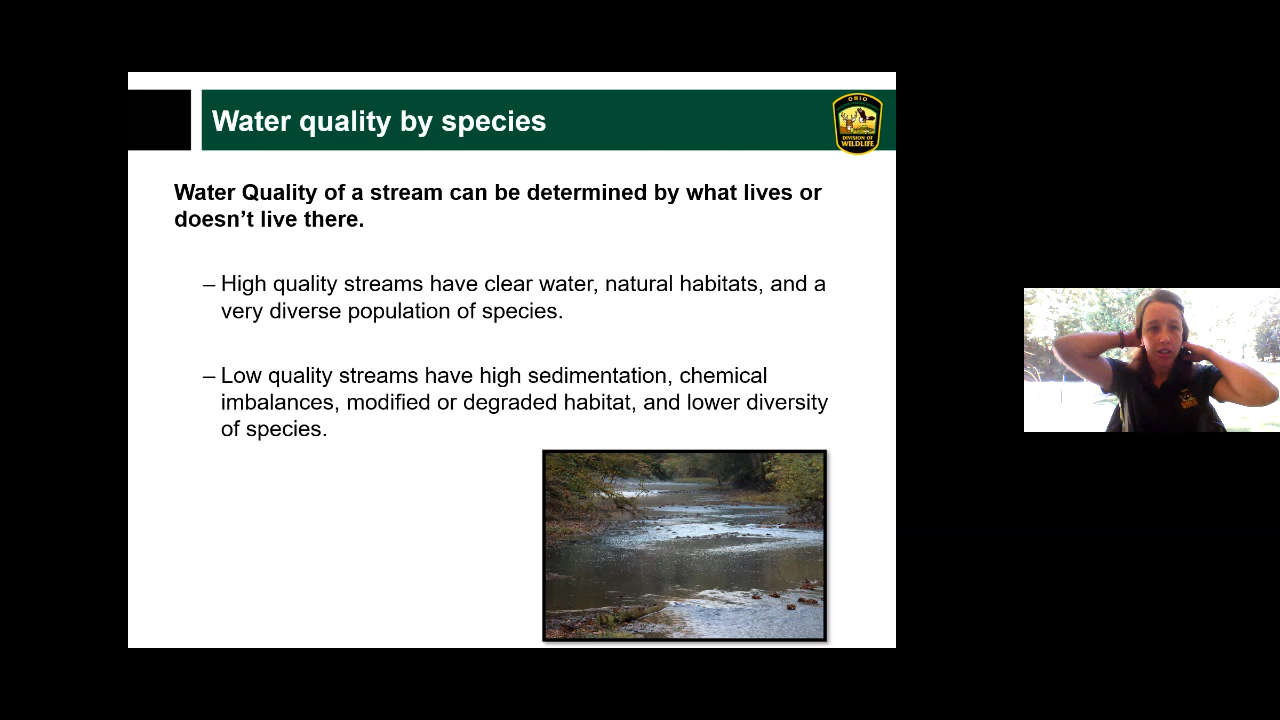 Water quality by species
OHIO
DIVISION OF
WILDLIFE
Water Quality of a stream can be determined by what lives or
doesn’t live there.
– High quality streams have clear water, natural habitats, and a
very diverse population of species.
– Low quality streams have high sedimentation, chemical
imbalances, modified or degraded habitat, and lower diversity
of species.